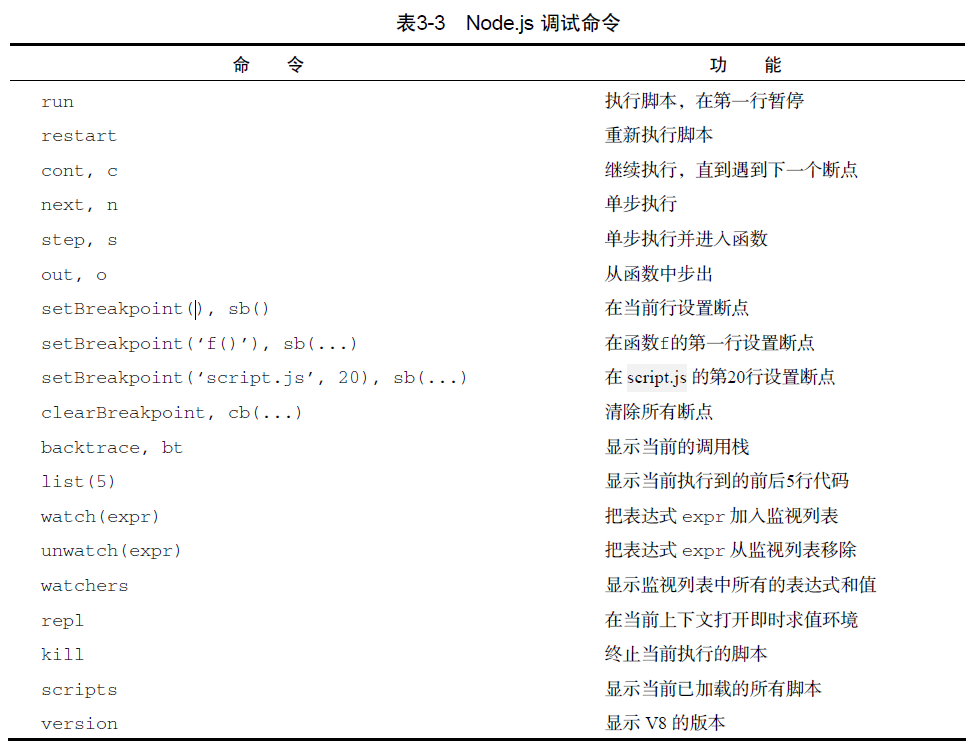 表3-3 Node.js 调试命令
命 令 功 能
run 执行脚本，在第一行暂停
restart 重新执行脚本
cont, c 继续执行，直到遇到下一个断点
next, n 单步执行
step, s 单步执行并进入函数
out, o 从函数中步出
setBreakpoint(), sb() 在当前行设置断点
setBreakpoint(‘f()’), sb(...) 在函数f的第一行设置断点
setBreakpoint(‘script.js’, 20), sb(...) 在 script.js 的第20行设置断点
clearBreakpoint, cb(...) 清除所有断点
backtrace, bt 显示当前的调用栈
list(5) 显示当前执行到的前后5行代码
watch(expr) 把表达式 expr 加入监视列表
unwatch(expr) 把表达式 expr 从监视列表移除
watchers 显示监视列表中所有的表达式和值
repl 在当前上下文打开即时求值环境
kill 终止当前执行的脚本
scripts 显示当前已加载的所有脚本
version 显示 V8 的版本